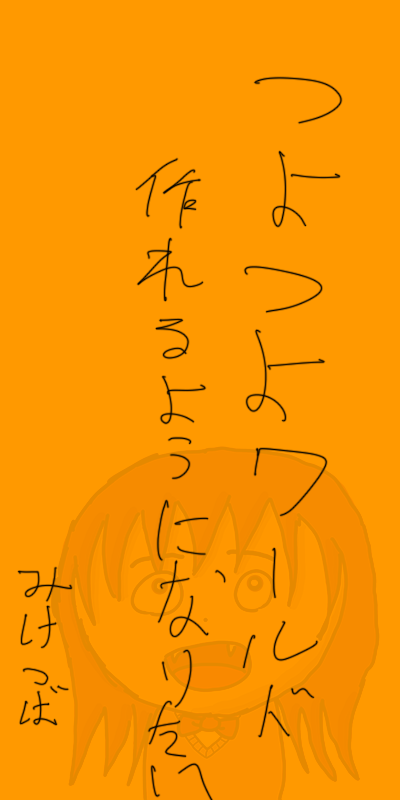 つよつよワールド
作れるようになりたい
みけつば